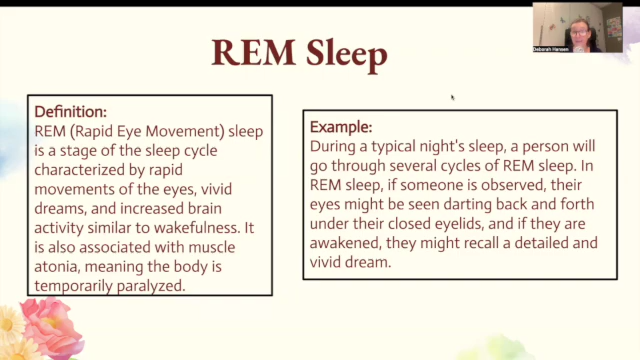 REM Sleep
Deborah Hensen
Definition:
REM (Rapid Eye Movement) sleep
is a stage of the sleep cycle
characterized by rapid
movements of the eyes, vivid
dreams, and increased brain
activity similar to wakefulness. It
is also associated with muscle
atonia, meaning the body is
temporarily paralyzed.
Example:
During a typical night's sleep, a person will
go through several cycles of REM sleep. In
REM sleep, if someone is observed, their
eyes might be seen darting back and forth
under their closed eyelids, and if they are
awakened, they might recall a detailed and
vivid dream.